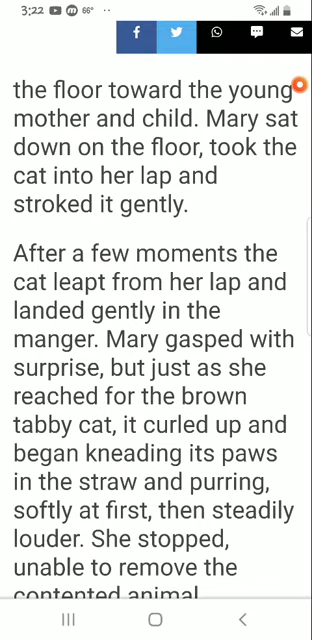 3:22
66°
the floor toward the young
mother and child. Mary sat
down on the floor, took the
cat into her lap and
stroked it gently.
After a few moments the
cat leapt from her lap and
landed gently in the
manger. Mary gasped with
surprise, but just as she
reached for the brown
tabby cat, it curled up and
began kneading its paws
in the straw and purring,
softly at first, then steadily
louder. She stopped,
unable to remove the
contented animal